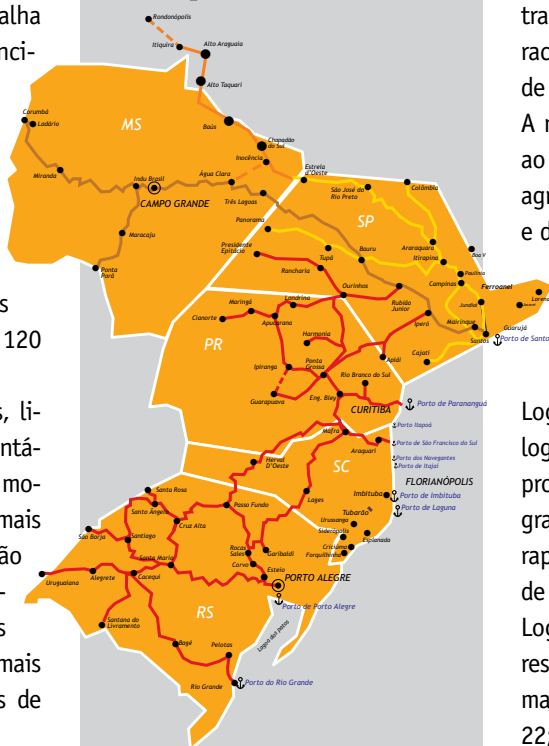 alha
nci-
s
120
s, li-
ntá-
mo-
mais
ão
-
s
mais
s de
Rondonópolis
Itiquira
Alto Araguaia
Alto Taquari
Corumbá
Ladário
MS
Baús
Chapadão
do Sul
Inocência
Miranda
Indu Brasil
Água Clara
Estrela
d'Oeste
CAMPO GRANDE
Três Lagoas
São José do
Rio Preto
Colômbia
Maracaju
Panorama
SP
Ponta
Porã
Presidente
Epitácio
Tupã
Bauru
Araraquara
Itirapina
Boa V
Rancharia
Ourinhos
Campinas
Paulínia
Ferroanel
Maringá
Londrina
Rubião
Junior
Iperó
Jundiaí
Lorena
Cianorte
Apucarana
Harmonia
Mairinque
Guarujá
Santos
Porto de Santo
PR
Ipiranga
Ponta
Grossa
Apiáí
Cajati
Rio Branco do Sul
Guarapuava
Eng. Bley
CURITIBA
Porto de Parananguá
Mafra
Porto Itapoá
Araquari
Porto de São Francisco do Sul
Herval
D'Oeste
SC
Porto dos Navegantes
Porto de Itajaí
FLORIANÓPOLIS
Santa Rosa
Lages
Imbituba
Porto de Imbituba
Santo Ângelo
Passo Fundo
Tubarão
Porto de Laguna
Cruz Alta
Urussanga
São Borja
Santiago
Siderópolis
Esplanada
Roca
Sales
Garibaldi
Criciúma
Forquilhinha
Santa Maria
Corvo
Esteio
Uruguaiana
Alegrete
Cacequi
PORTO ALEGRE
RS
Porto de Porto Alegre
Santana do
Livramento
Lagoa dos patos
Bagé
Pelotas
Rio Grande
Porto do Rio Grande
tra
rac
de
A n
ao
agr
e d
Log
log
pro
gra
rap
de
Log
res
ma
22;